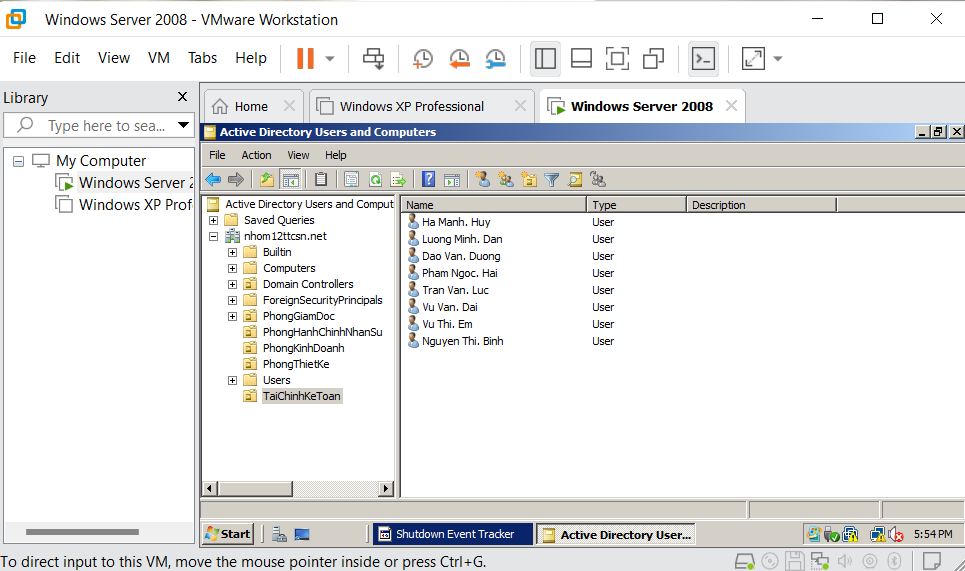 Windows Server 2008 - VMware Workstation
File Edit View VM Tabs Help
Library
Type here to sea...
My Computer
Windows Server 2
Windows XP Prof
Home
Windows XP Professional
Windows Server 2008
Active Directory Users and Computers
File Action View Help
Active Directory Users and Comput
Saved Queries
nhom12ttcsn.net
Builtin
Computers
Domain Controllers
ForeignSecurityPrincipals
PhongGiamDoc
PhongHanhChinhNhanSu
PhongKinhDoanh
PhongThietKe
Users
TaiChinhKeToan
Name Type Description
Ha Manh. Huy User
Luong Minh. Dan User
Dao Van. Duong User
Pham Ngoc. Hai User
Tran Van. Luc User
Vu Van. Dai User
Vu Thi. Em User
Nguyen Thi. Binh User
Start
Shutdown Event Tracker
Active Directory User...
5:54 PM
To direct input to this VM, move the mouse pointer inside or press Ctrl+G.